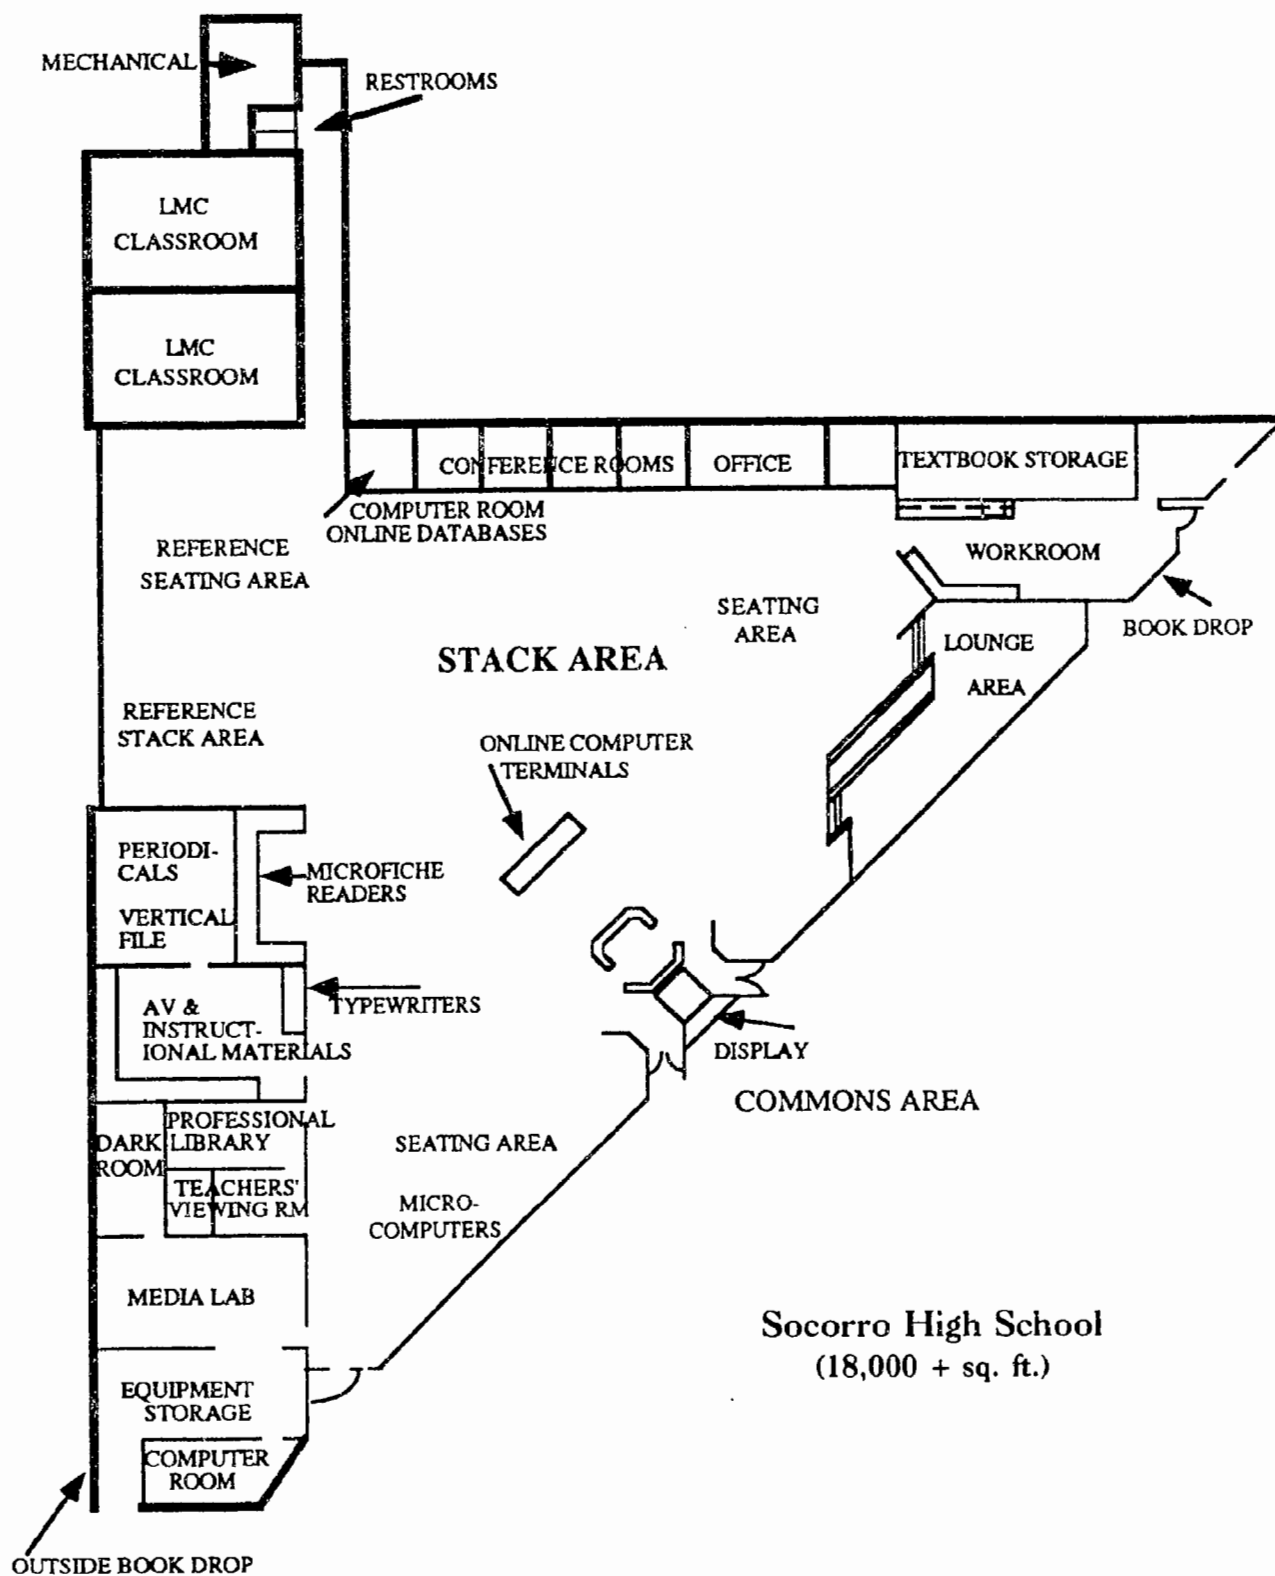 MECHANICAL
RESTROOMS
LMC
CLASSROOM
LMC
CLASSROOM
CONFERENCE ROOMS
OFFICE
TEXTBOOK STORAGE
COMPUTER ROOM
ONLINE DATABASES
REFERENCE
SEATING AREA
WORKROOM
SEATING
AREA
BOOK DROP
LOUNGE
AREA
STACK AREA
REFERENCE
STACK AREA
ONLINE COMPUTER
TERMINALS
PERIODI-
CALS
VERTICAL
FILE
MICROFICHE
READERS
TYPEWRITERS
AV &
INSTRUCT-
IONAL MATERIALS
DISPLAY
COMMONS AREA
PROFESSIONAL
LIBRARY
DARK
ROOM
SEATING AREA
TEACHERS'
VIEWING RM
MICRO-
COMPUTERS
MEDIA LAB
Socorro High School
(18,000 + sq. ft.)
EQUIPMENT
STORAGE
COMPUTER
ROOM
OUTSIDE BOOK DROP